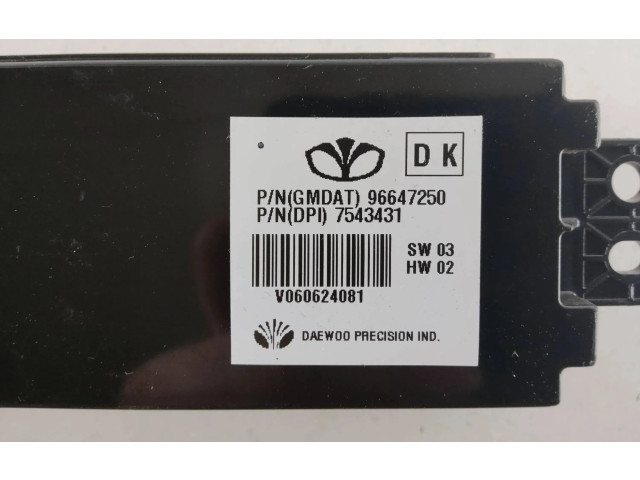 D K
P/N(GMDAT) 96647250
P/N(DPI) 7543431
SW 03
HW 02
V060624081
DAEWOO PRECISION IND.